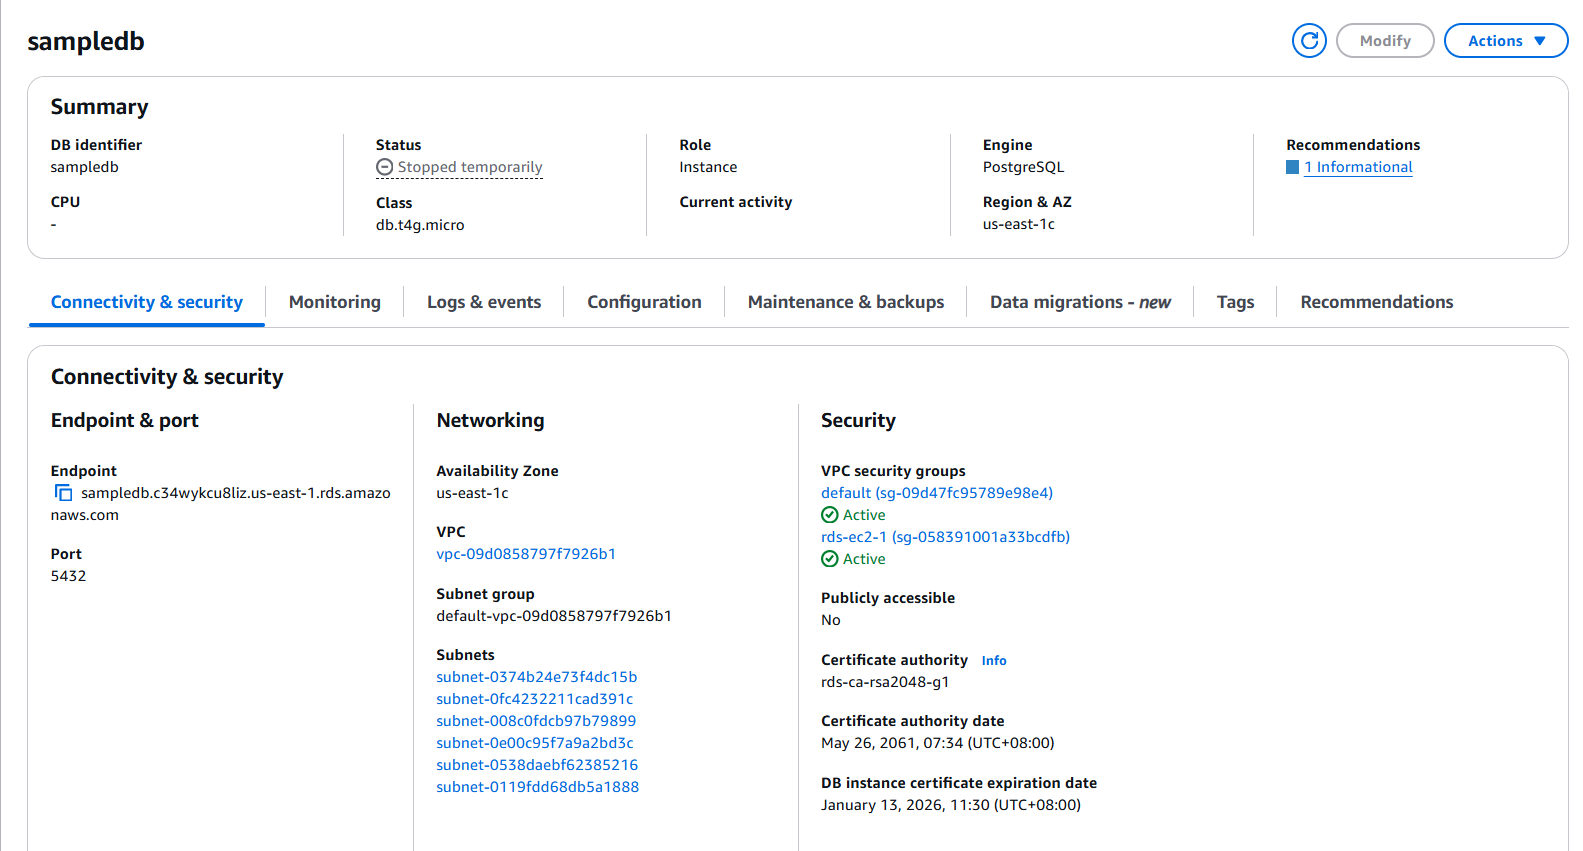 sampledb
Modify
Actions
Summary
DB identifier
sampledb
CPU
-
Status
Stopped temporarily
Class
db.t4g.micro
Role
Instance
Current activity
Engine
PostgreSQL
Region & AZ
us-east-1c
Recommendations
1 Informational
Connectivity & security
Monitoring
Logs & events
Configuration
Maintenance & backups
Data migrations - new
Tags
Recommendations
Connectivity & security
Endpoint & port
Endpoint
sampledb.c34wykcu8liz.us-east-1.rds.amazo
naws.com
Port
5432
Networking
Availability Zone
us-east-1c
VPC
vpc-09d0858797f7926b1
Subnet group
default-vpc-09d0858797f7926b1
Subnets
subnet-0374b24e73f4dc15b
subnet-0fc4232211cad391c
subnet-008c0fdcb97b79899
subnet-0e00c95f7a9a2bd3c
subnet-0538daebf62385216
subnet-0119fdd68db5a1888
Security
VPC security groups
default (sg-09d47fc95789e98e4)
Active
rds-ec2-1 (sg-058391001a33bcdfb)
Active
Publicly accessible
No
Certificate authority Info
rds-ca-rsa2048-g1
Certificate authority date
May 26, 2061, 07:34 (UTC+08:00)
DB instance certificate expiration date
January 13, 2026, 11:30 (UTC+08:00)